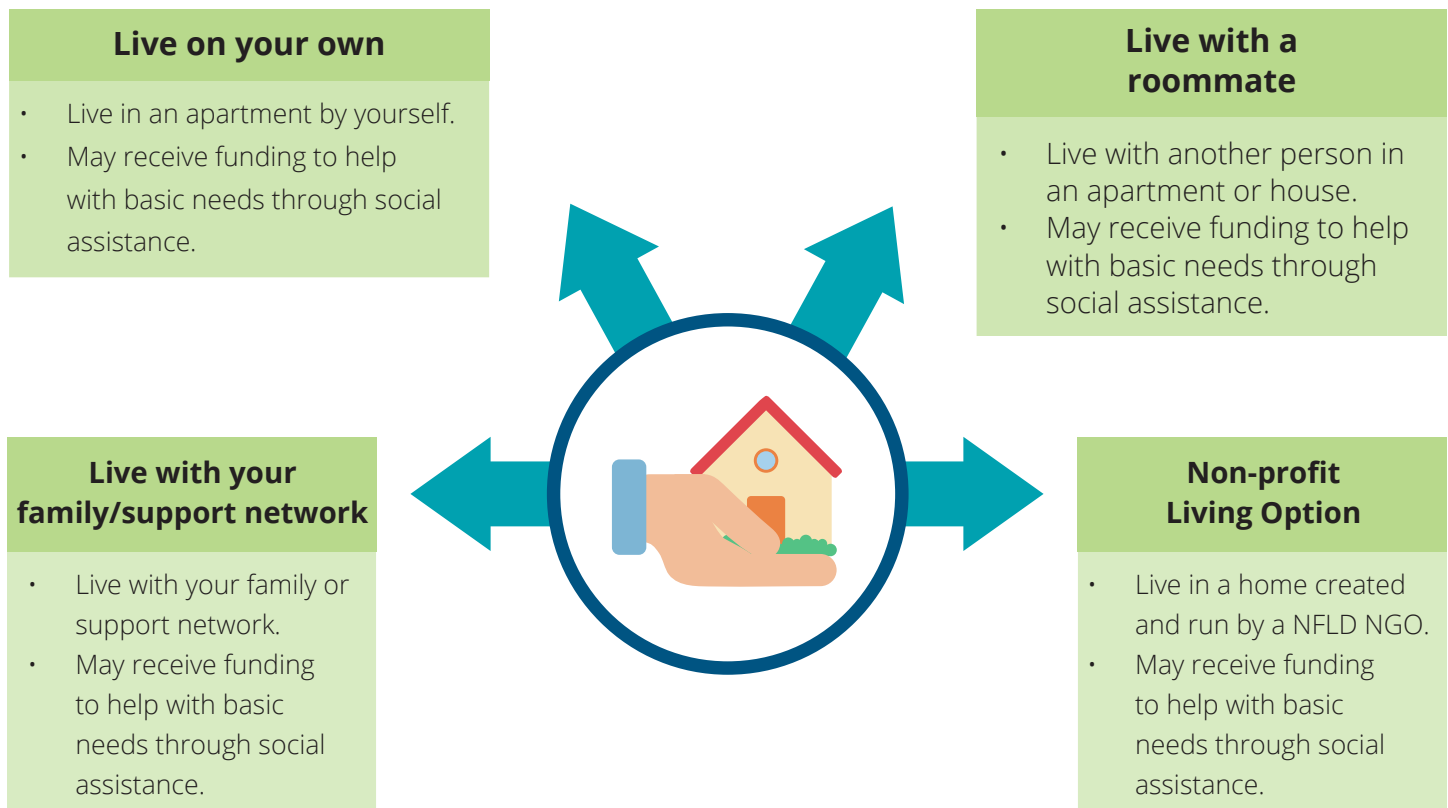 Live on your own
• Live in an apartment by yourself.
• May receive funding to help
with basic needs through social
assistance.
Live with a
roommate
• Live with another person in
an apartment or house.
• May receive funding to help
with basic needs through
social assistance.
Live with your
family/support network
• Live with your family or
support network.
• May receive funding
to help with basic
needs through social
assistance.
Non-profit
Living Option
• Live in a home created
and run by a NFLD NGO.
• May receive funding
to help with basic
needs through social
assistance.